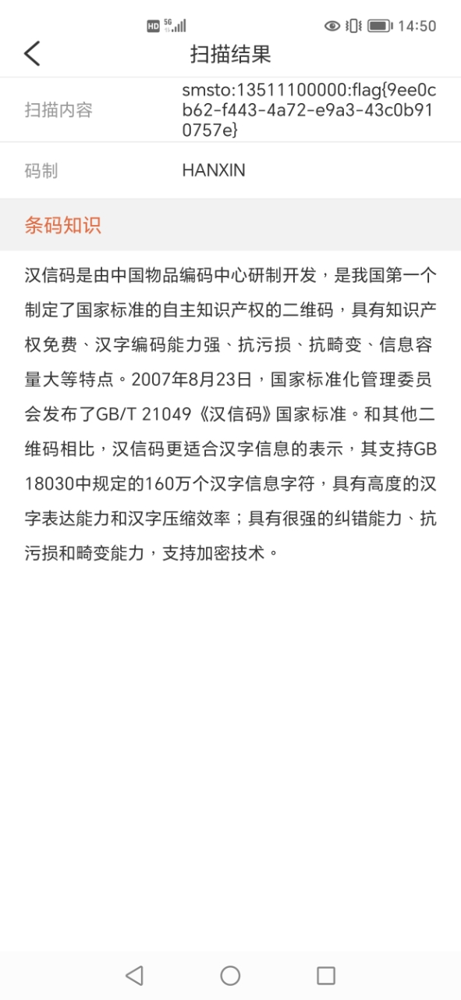 HD 5G 14:50
扫描结果
扫描内容
smsto:13511100000:flag{9ee0c
b62-f443-4a72-e9a3-43c0b91
0757e}
码制 HANXIN
条码知识
汉信码是由中国物品编码中心研制开发，是我国第一个
制定了国家标准的自主知识产权的二维码，具有知识产
权免费、汉字编码能力强、抗污损、抗畸变、信息容
量大等特点。2007年8月23日，国家标准化管理委员
会发布了GB/T 21049《汉信码》国家标准。和其他二
维码相比，汉信码更适合汉字信息的表示，其支持GB
18030中规定的160万个汉字信息字符，具有高度的汉
字表达能力和汉字压缩效率；具有很强的纠错能力、抗
污损和畸变能力，支持加密技术。